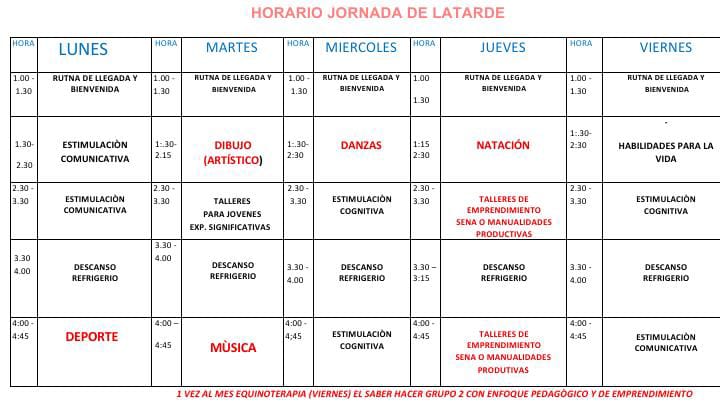 HORARIO JORNADA DE LATARDE
HORA LUNES HORA MARTES HORA MIERCOLES HORA JUEVES HORA VIERNES
1.00 - 1.30
RUTNA DE LLEGADA Y
BIENVENIDA
1.00 - 1.30
RUTNA DE LLEGADA Y
BIENVENIDA
1.00 - 1.30
RUTNA DE LLEGADA Y
BIENVENIDA
1.00
1.30
RUTNA DE LLEGADA Y
BIENVENIDA
1.00 - 1.30
RUTNA DE LLEGADA Y
BIENVENIDA
1.30-
2.30
ESTIMULACIÒN
COMUNICATIVA
1:.30-
2.15
DIBUJO
(ARTÍSTICO)
1:.30-
2:30
DANZAS
1:15
2:30
NATACIÓN
1:.30-
2:30
-
HABILIDADES PARA LA
VIDA
2.30 -
3.30
ESTIMULACIÒN
COMUNICATIVA
2.30 -
3.30
TALLERES
PARA JOVENES
EXP. SIGNIFICATIVAS
2.30 -
3.30
ESTIMULACIÒN
COGNITIVA
2.30 -
3.30
TALLERES DE
EMPRENDIMIENTO
SENA O MANUALIDADES
PRODUCTIVAS
2.30 -
3.30
ESTIMULACIÒN
COGNITIVA
3.30
4.00
DESCANSO
REFRIGERIO
3.30 -
4.00
DESCANSO
REFRIGERIO
3.30 -
4.00
DESCANSO
REFRIGERIO
3.30 –
3:15
DESCANSO
REFRIGERIO
3.30 -
4.00
DESCANSO
REFRIGERIO
4:00 -
4:45
DEPORTE
4:00 –
4:45
MÙSICA
4:00 -
4;45
ESTIMULACIÒN
COGNITIVA
4:00 -
4:45
TALLERES DE
EMPRENDIMIENTO
SENA O MANUALIDADES
PRODUTIVAS
4:00 -
4:45
ESTIMULACIÒN
COMUNICATIVA
1 VEZ AL MES EQUINOTERAPIA (VIERNES) EL SABER HACER GRUPO 2 CON ENFOQUE PEDAGÒGICO Y DE EMPRENDIMIENTO